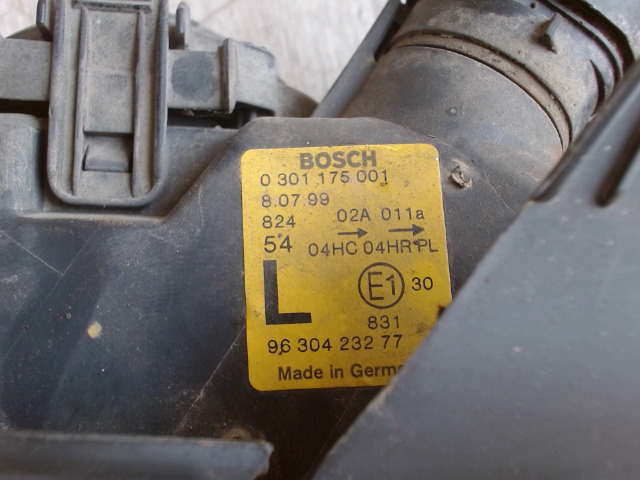 BOSCH
0 301 175 001
8.07.99
824 02A 011a
54 → → 04HC 04HR PL
L E1 30
831
96 304 232 77
Made in Germa